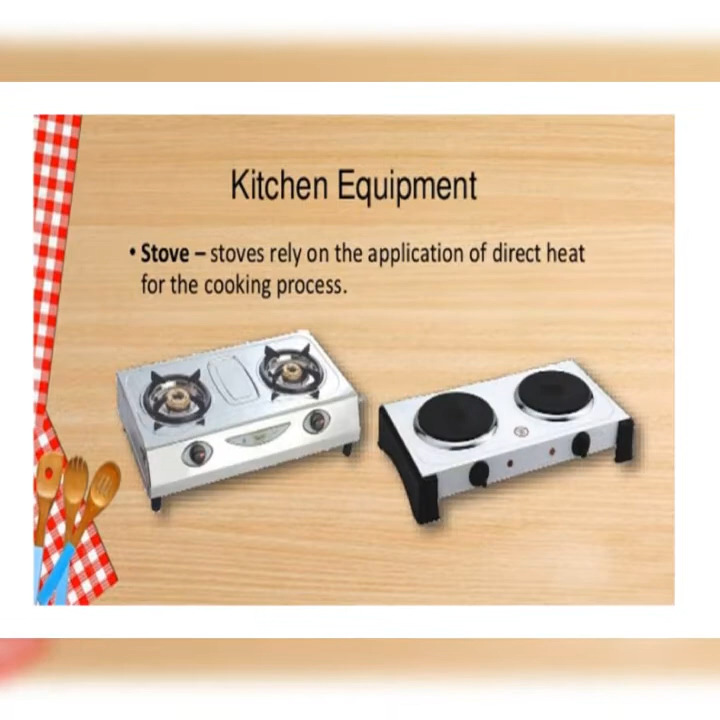 Kitchen Equipment
• Stove – stoves rely on the application of direct heat
for the cooking process.